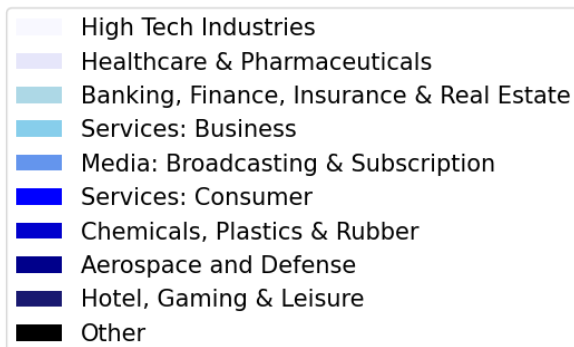 High Tech Industries
Healthcare & Pharmaceuticals
Banking, Finance, Insurance & Real Estate
Services: Business
Media: Broadcasting & Subscription
Services: Consumer
Chemicals, Plastics & Rubber
Aerospace and Defense
Hotel, Gaming & Leisure
Other